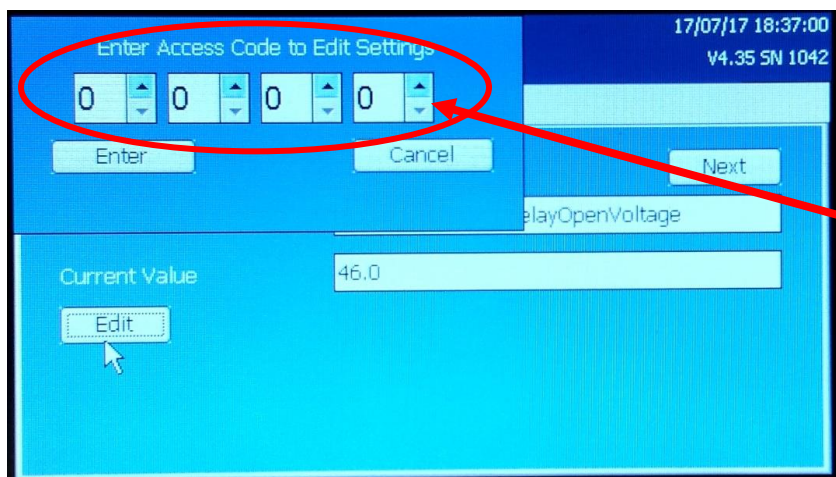 17/07/17 18:37:00
V4.35 SN 1042
Enter Access Code to Edit Settings
0 0 0 0
Enter Cancel
Next
elayOpenVoltage
Current Value 46.0
Edit